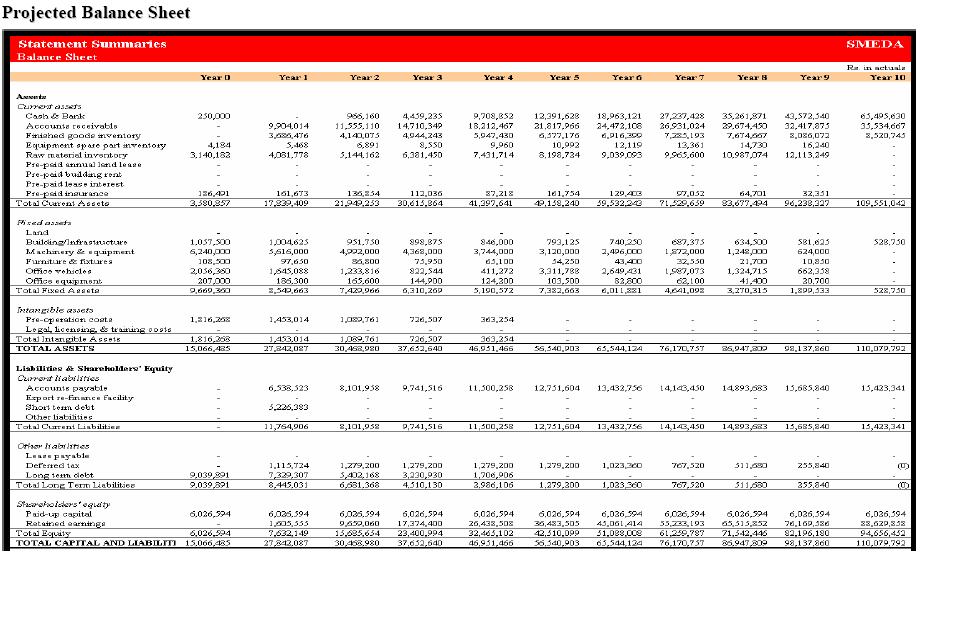 Projected Balance Sheet
Statement Summaries SMEDA
Balance Sheet
Rs. in actuals
Year 0 Year 1 Year 2 Year 3 Year 4 Year 5 Year 6 Year 7 Year 8 Year 9 Year 10
Assets
Current assets
Cash & Bank 250,000 - 966,160 4,459,235 9,708,852 12,391,628 18,963,121 27,237,428 35,261,871 43,572,540 65,495,630
Accounts receivable - 9,904,014 11,555,110 14,710,349 18,212,467 21,817,966 24,472,108 26,931,024 29,674,450 32,417,875 35,534,667
Finished goods inventory - 3,686,476 4,140,075 4,944,243 5,947,430 6,577,176 6,916,399 7,285,193 7,674,667 8,086,072 8,520,745
Equipment spare part inventory 4,184 5,468 6,891 8,550 9,960 10,992 12,119 13,361 14,730 16,240 -
Raw material inventory 3,140,182 4,081,778 5,144,162 6,381,450 7,431,714 8,198,724 9,039,093 9,965,600 10,987,074 12,113,249 -
Pre-paid annual land lease - - - - - - - - - - -
Pre-paid building rent - - - - - - - - - - -
Pre-paid lease interest - - - - - - - - - - -
Pre-paid insurance 186,491 161,673 136,854 112,036 87,218 161,754 129,403 97,052 64,701 32,351 -
Total Current Assets 3,580,857 17,839,409 21,949,253 30,615,864 41,397,641 49,158,240 59,532,243 71,529,659 83,677,494 96,238,327 109,551,042
Fixed assets
Land - - - - - - - - - - -
Building/Infrastructure 1,057,500 1,004,625 951,750 898,875 846,000 793,125 740,250 687,375 634,500 581,625 528,750
Machinery & equipment 6,240,000 5,616,000 4,992,000 4,368,000 3,744,000 3,120,000 2,496,000 1,872,000 1,248,000 624,000 -
Furniture & fixtures 108,500 97,650 86,800 75,950 65,100 54,250 43,400 32,550 21,700 10,850 -
Office vehicles 2,056,360 1,645,088 1,233,816 822,544 411,272 3,311,788 2,649,431 1,987,073 1,324,715 662,358 -
Office equipment 207,000 186,300 165,600 144,900 124,200 103,500 82,800 62,100 41,400 20,700 -
Total Fixed Assets 9,669,360 8,549,663 7,429,966 6,310,269 5,190,572 7,382,663 6,011,881 4,641,098 3,270,315 1,899,533 528,750
Intangible assets
Pre-operation costs 1,816,268 1,453,014 1,089,761 726,507 363,254 - - - - - -
Legal, licensing, & training costs - - - - - - - - - - -
Total Intangible Assets 1,816,268 1,453,014 1,089,761 726,507 363,254 - - - - - -
TOTAL ASSETS 15,066,485 27,842,087 30,468,980 37,652,640 46,951,466 56,540,903 65,544,124 76,170,757 86,947,809 98,137,860 110,079,792
Liabilities & Shareholders' Equity
Current liabilities
Accounts payable - 6,538,523 8,101,958 9,741,516 11,500,258 12,751,604 13,432,756 14,143,450 14,893,683 15,685,840 15,423,341
Export re-finance facility - - - - - - - - - - -
Short term debt - 5,226,383 - - - - - - - - -
Other liabilities - - - - - - - - - - -
Total Current Liabilities - 11,764,906 8,101,958 9,741,516 11,500,258 12,751,604 13,432,756 14,143,450 14,893,683 15,685,840 15,423,341
Other liabilities
Lease payable - - - - - - - - - - -
Deferred tax - 1,115,724 1,279,200 1,279,200 1,279,200 1,279,200 1,023,360 767,520 511,680 255,840 (0)
Long term debt 9,039,891 7,329,307 5,402,168 3,230,930 1,706,906 - - - - - -
Total Long Term Liabilities 9,039,891 8,445,031 6,681,368 4,510,130 2,986,106 1,279,200 1,023,360 767,520 511,680 255,840 (0)
Shareholders' equity
Paid-up capital 6,026,594 6,026,594 6,026,594 6,026,594 6,026,594 6,026,594 6,026,594 6,026,594 6,026,594 6,026,594 6,026,594
Retained earnings - 1,605,555 9,659,060 17,374,400 26,438,508 36,483,505 45,061,414 55,233,193 65,515,852 76,169,586 88,629,858
Total Equity 6,026,594 7,632,149 15,685,654 23,400,994 32,465,102 42,510,099 51,088,008 61,259,787 71,542,446 82,196,180 94,656,452
TOTAL CAPITAL AND LIABILITI 15,066,485 27,842,087 30,468,980 37,652,640 46,951,466 56,540,903 65,544,124 76,170,757 86,947,809 98,137,860 110,079,792